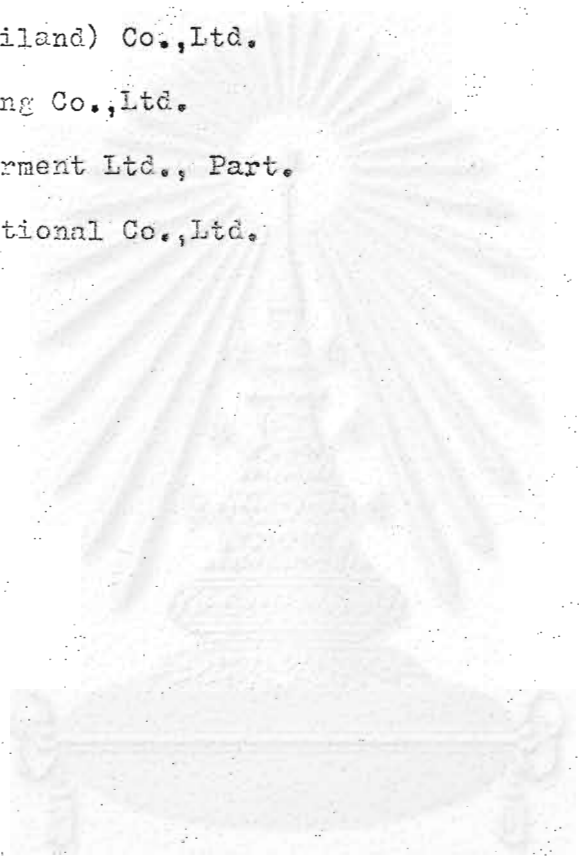 iland) Co.,Ltd.
ng Co.,Ltd.
rment Ltd., Part.
tional Co.,Ltd.